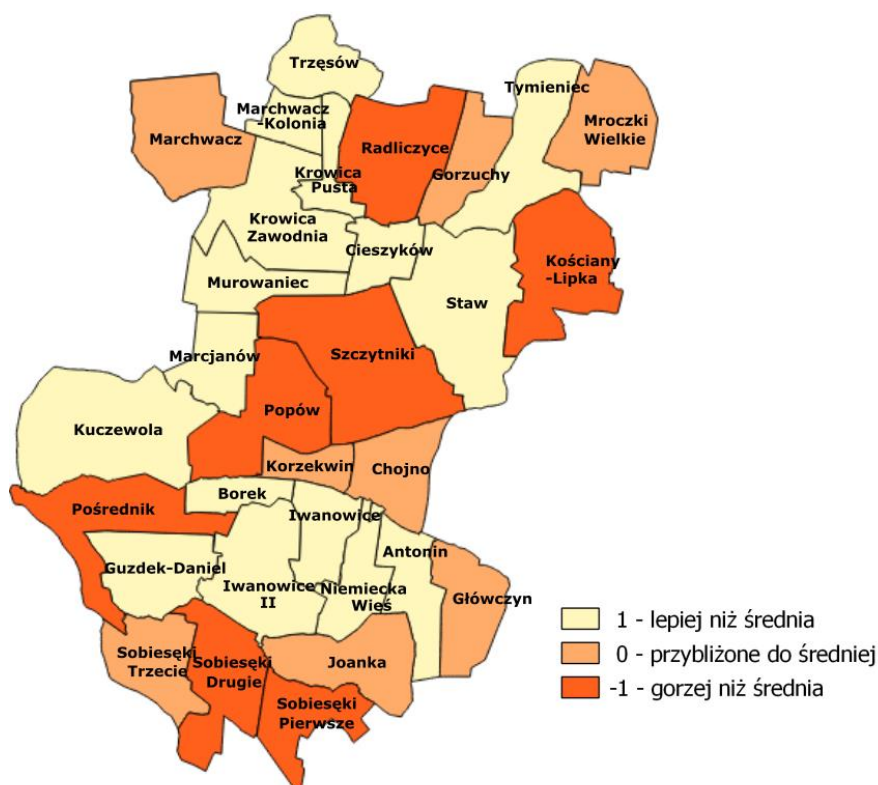 Trzęsów
Tymieniec
Marchwacz
-Kolonia
Mroczki
Wielkie
Marchwacz
Radliczyce
Gorzuchy
Krowica
Pusta
Krowica
Zawodnia
Cieszyków
Kościany
-Lipka
Murowaniec
Staw
Marcjanów
Szczytniki
Popów
Kuczewola
Korzekwin
Chojno
Borek
Pośrednik
Iwanowice
Antonin
Guzdek-Daniel
Iwanowice
II
Niemiecka
Wieś
Główczyn
Sobiesęki
Trzecie
Sobiesęki
Drugie
Joanka
Sobiesęki
Pierwsze
1 - lepiej niż średnia
0 - przybliżone do średniej
-1 - gorzej niż średnia